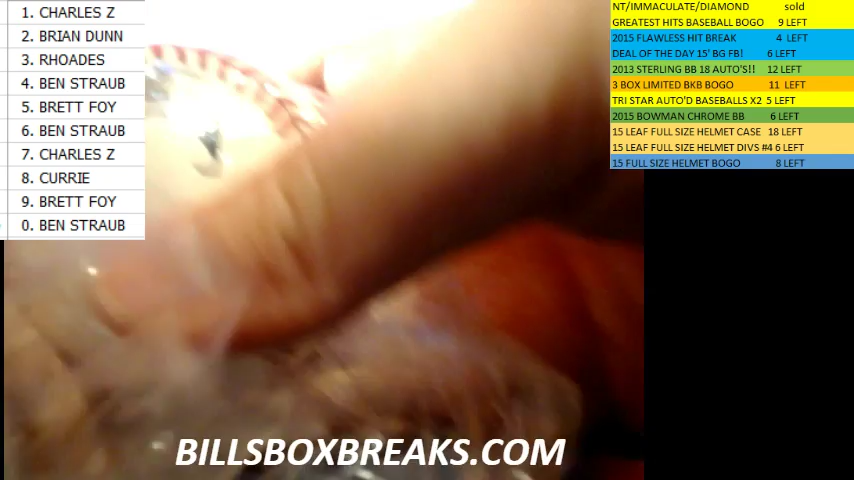 1. CHARLES Z
2. BRIAN DUNN
3. RHOADES
4. BEN STRAUB
5. BRETT FOY
6. BEN STRAUB
7. CHARLES Z
8. CURRIE
9. BRETT FOY
0. BEN STRAUB
NT/IMMACULATE/DIAMOND sold
GREATEST HITS BASEBALL BOGO 9 LEFT
2015 FLAWLESS HIT BREAK 4 LEFT
DEAL OF THE DAY 15' BG FB! 6 LEFT
2013 STERLING BB 18 AUTO'S!! 12 LEFT
3 BOX LIMITED BKB BOGO 11 LEFT
TRI STAR AUTO'D BASEBALLS X2 5 LEFT
2015 BOWMAN CHROME BB 6 LEFT
15 LEAF FULL SIZE HELMET CASE 18 LEFT
15 LEAF FULL SIZE HELMET DIVS #4 6 LEFT
15 FULL SIZE HELMET BOGO 8 LEFT
BILLSBOXBREAKS.COM